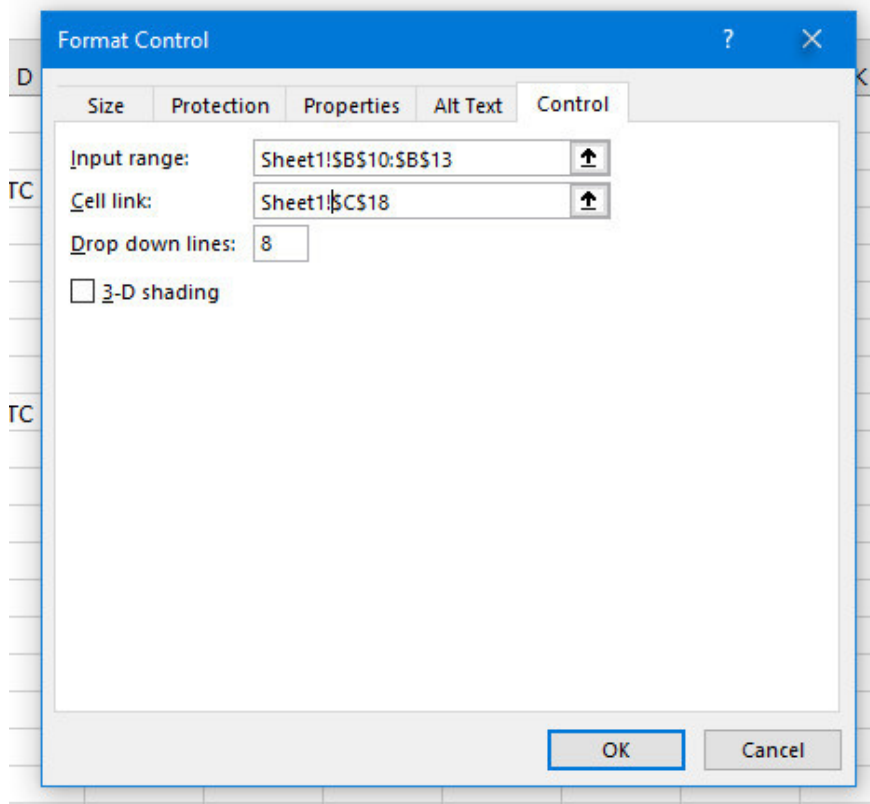 Format Control ?
D K
Size Protection Properties Alt Text Control
Input range: Sheet1!$B$10:$B$13
TC
Cell link: Sheet1!$C$18
Drop down lines: 8
3-D shading
TC
OK Cancel